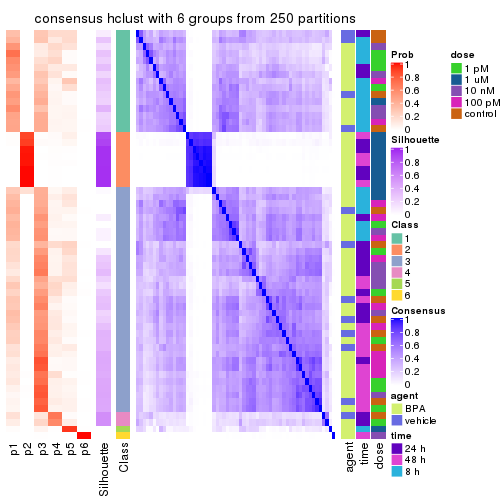 consensus hclust with 6 groups from 250 partitions
p1
p2
p3
p4
p5
p6
Silhouette
Class
agent
time
dose
Prob
1
0.8
0.6
0.4
0.2
0
Silhouette
1
0.8
0.6
0.4
0.2
0
Class
1
2
3
4
5
6
Consensus
1
0.8
0.6
0.4
0.2
0
agent
BPA
vehicle
time
24 h
48 h
8 h
dose
1 pM
1 uM
10 nM
100 pM
control